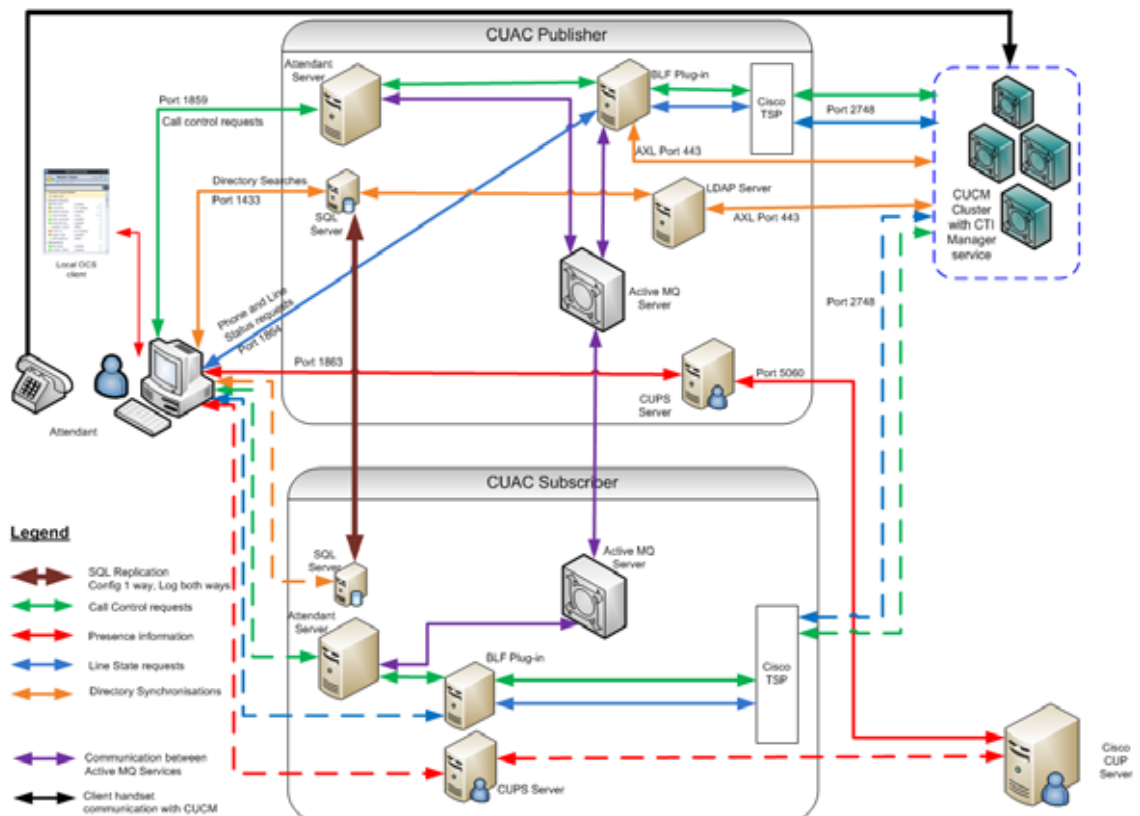 CUAC Publisher
Attendant
Server
BLF Plug-in
Cisco
TSP
Port 1859
Call control requests
Port 2748
AXL Port 443
Directory Searches
Port 1433
SQL
Server
LDAP Server
AXL Port 443
CUCM
Cluster
with CTI
Manager
service
Local OCS
client
Active MQ
Server
Port 2748
Phone and Line
Status requests
Port 1864
Port 1863
Port 5060
CUPS
Server
Attendant
CUAC Subscriber
Legend
SQL Replication
Config 1 way, Log both ways
Call Control requests
Presence information
Line State requests
Directory Synchronisations
Communication between
Active MQ Services
Client handset
communication with CUCM
SQL
Server
Active MQ
Server
Attendant
Server
BLF Plug-in
Cisco
TSP
CUPS Server
Cisco
CUP
Server